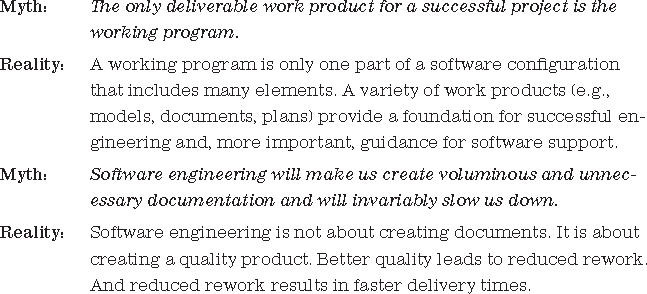 Myth: The only deliverable work product for a successful project is the
working program.
Reality: A working program is only one part of a software configuration
that includes many elements. A variety of work products (e.g.,
models, documents, plans) provide a foundation for successful en-
gineering and, more important, guidance for software support.
Myth: Software engineering will make us create voluminous and unnec-
essary documentation and will invariably slow us down.
Reality: Software engineering is not about creating documents. It is about
creating a quality product. Better quality leads to reduced rework.
And reduced rework results in faster delivery times.